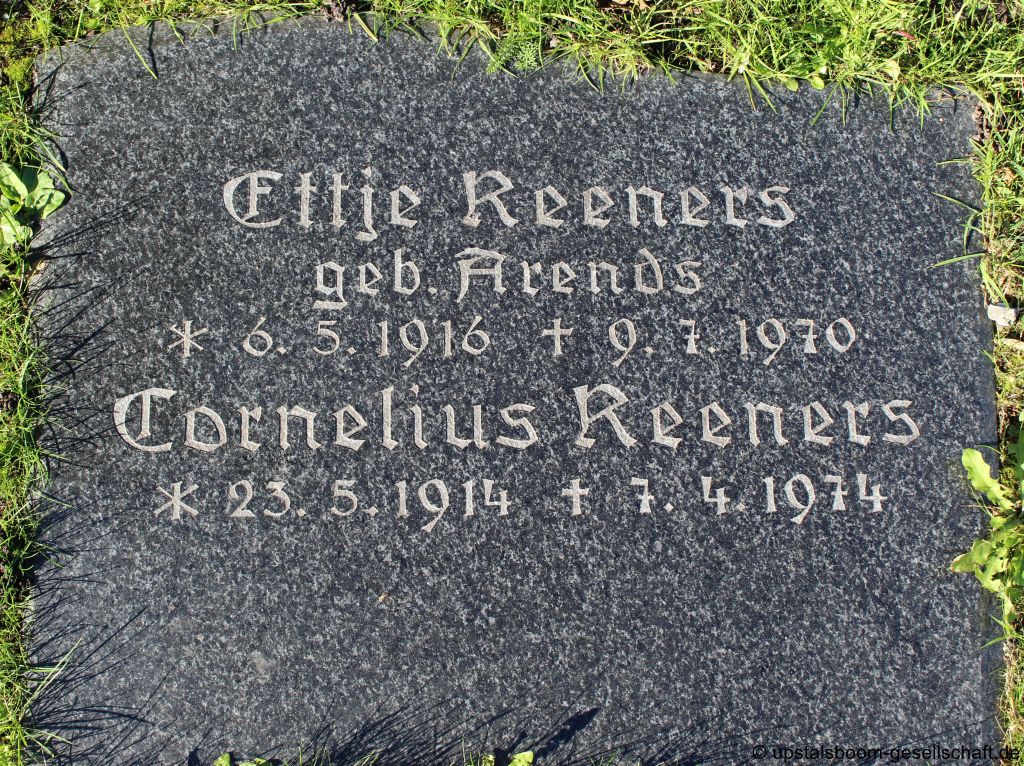 Ettje Reeners
geb. Arends
* 6. 5. 1916 † 9. 7. 1970
Cornelius Reeners
* 23. 5. 1914 † 7. 4. 1974
© upstalsboom-gesellschaft.de